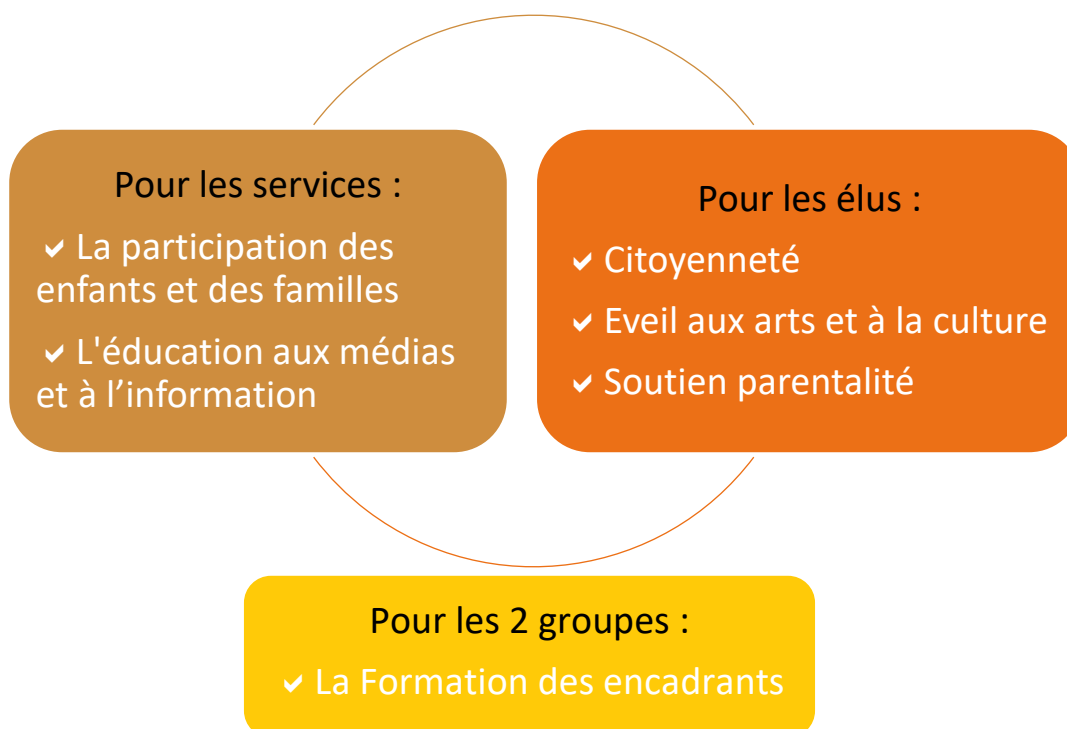 Pour les services :
✓ La participation des
enfants et des familles
✓ L'éducation aux médias
et à l’information
Pour les élus :
✓ Citoyenneté
✓ Eveil aux arts et à la culture
✓ Soutien parentalité
Pour les 2 groupes :
✓ La Formation des encadrants